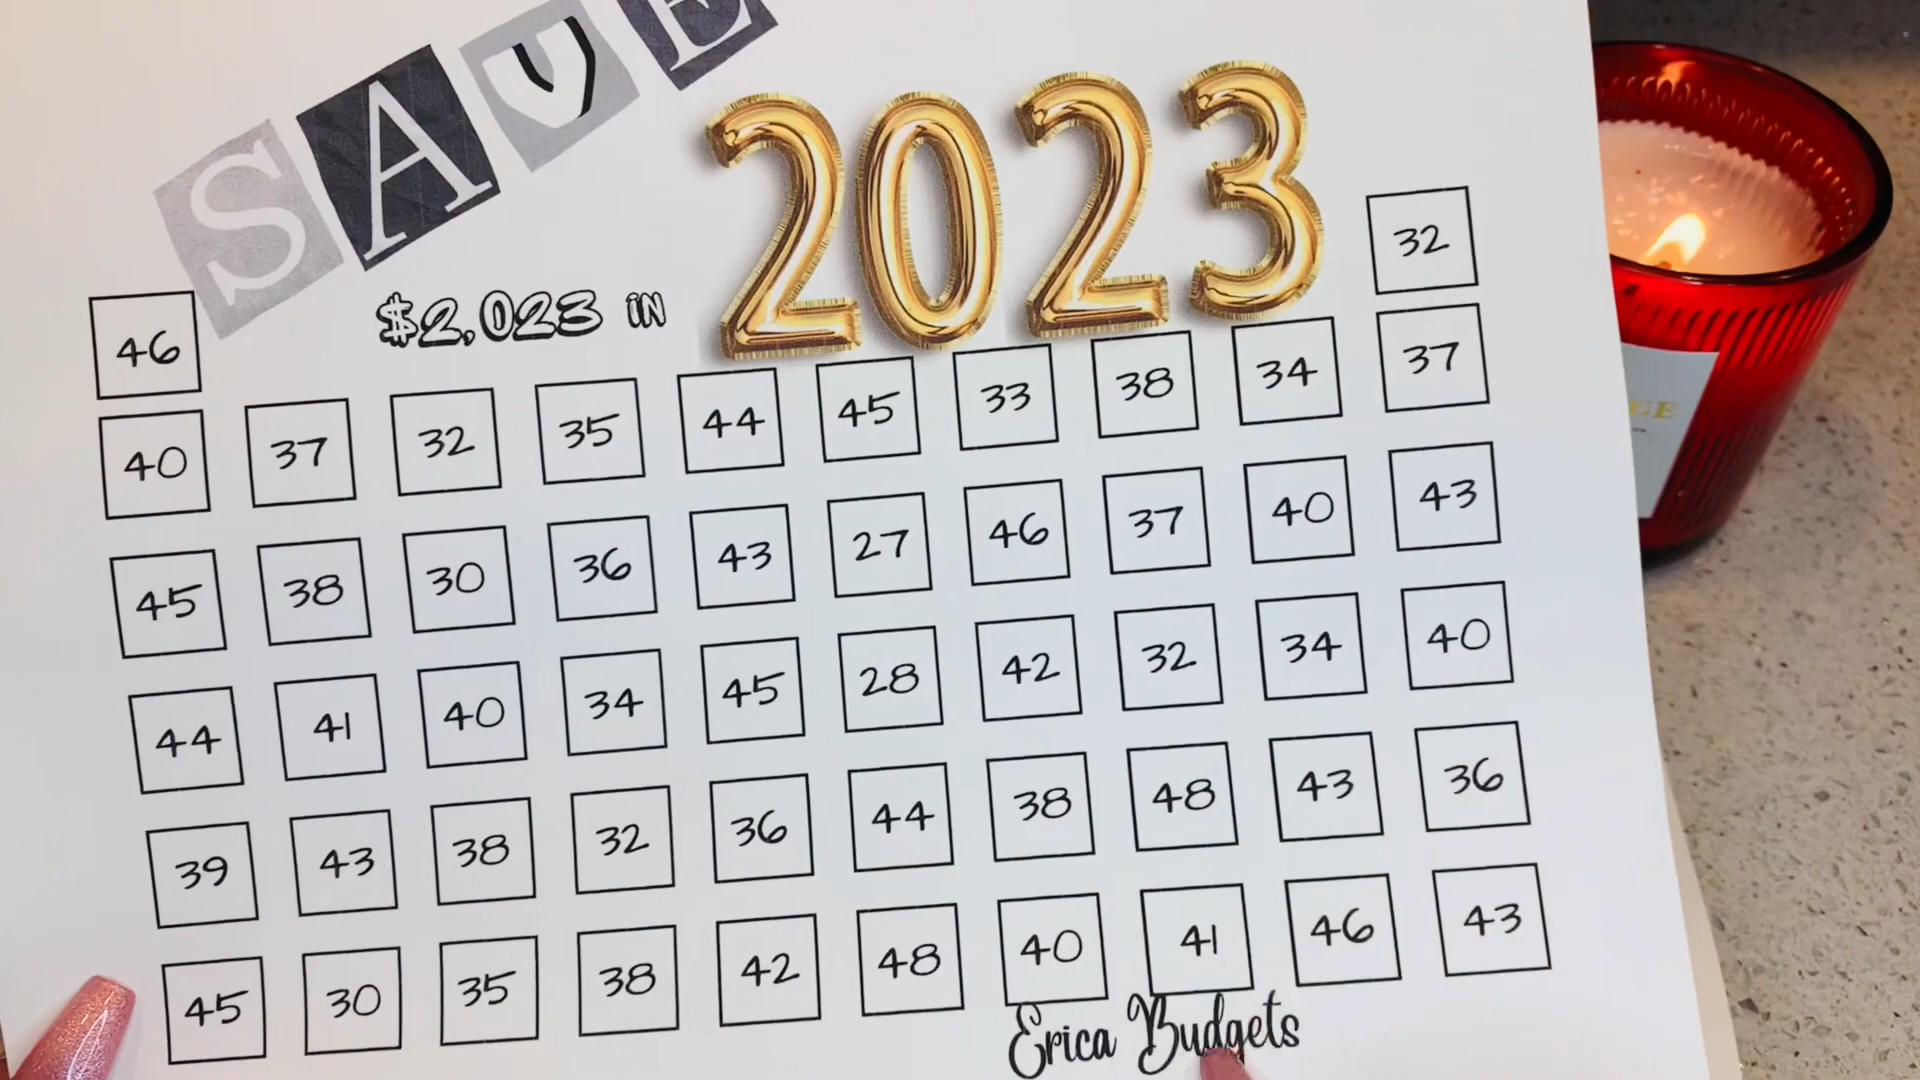 SAVE
$2,023 IN
2023
46 32
40 37 32 35 44 45 33 38 34 37
45 38 30 36 43 27 46 37 40 43
44 41 40 34 45 28 42 32 34 40
39 43 38 32 36 44 38 48 43 36
45 30 35 38 42 48 40 41 46 43
Erica Budgets